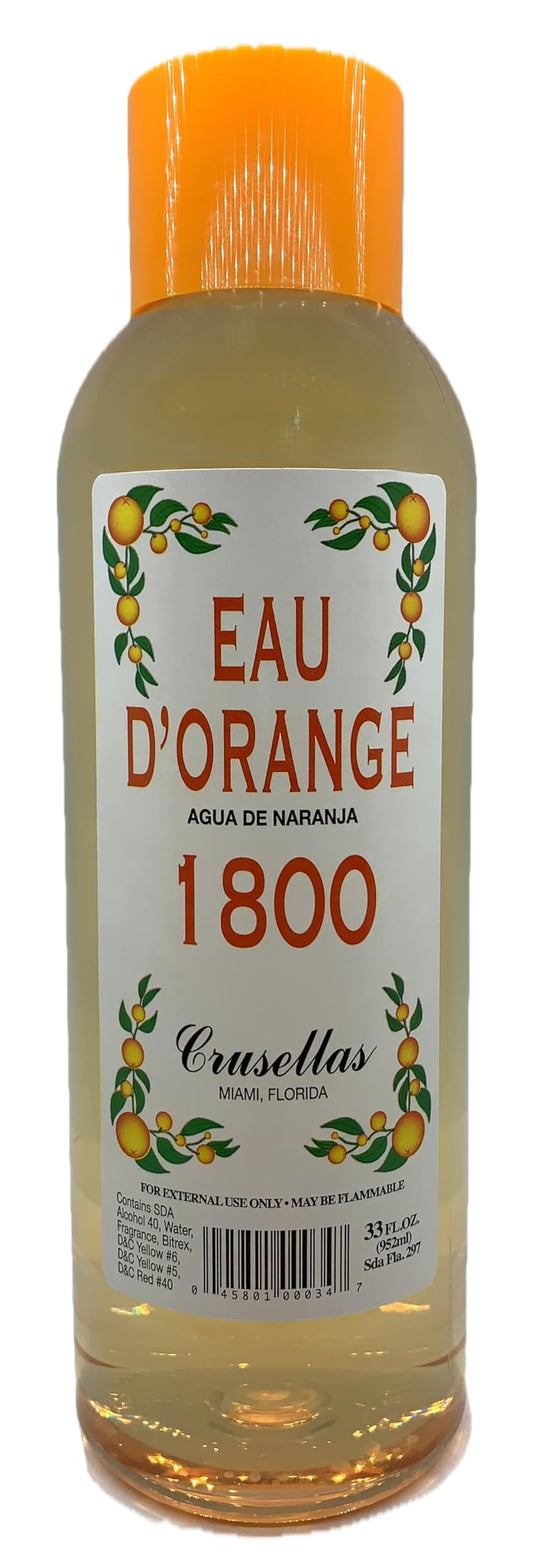 EAU
D'ORANGE
AGUA DE NARANJA
1800
Crusellas
MIAMI, FLORIDA
FOR EXTERNAL USE ONLY • MAY BE FLAMMABLE
Contains SDA
Alcohol 40, Water,
Fragrance, Bitrex,
D&C Yellow #6,
D&C Yellow #5,
D&C Red #40
0 45801 00034 7
33 FL.OZ.
(952ml)
Sda Fla. 297